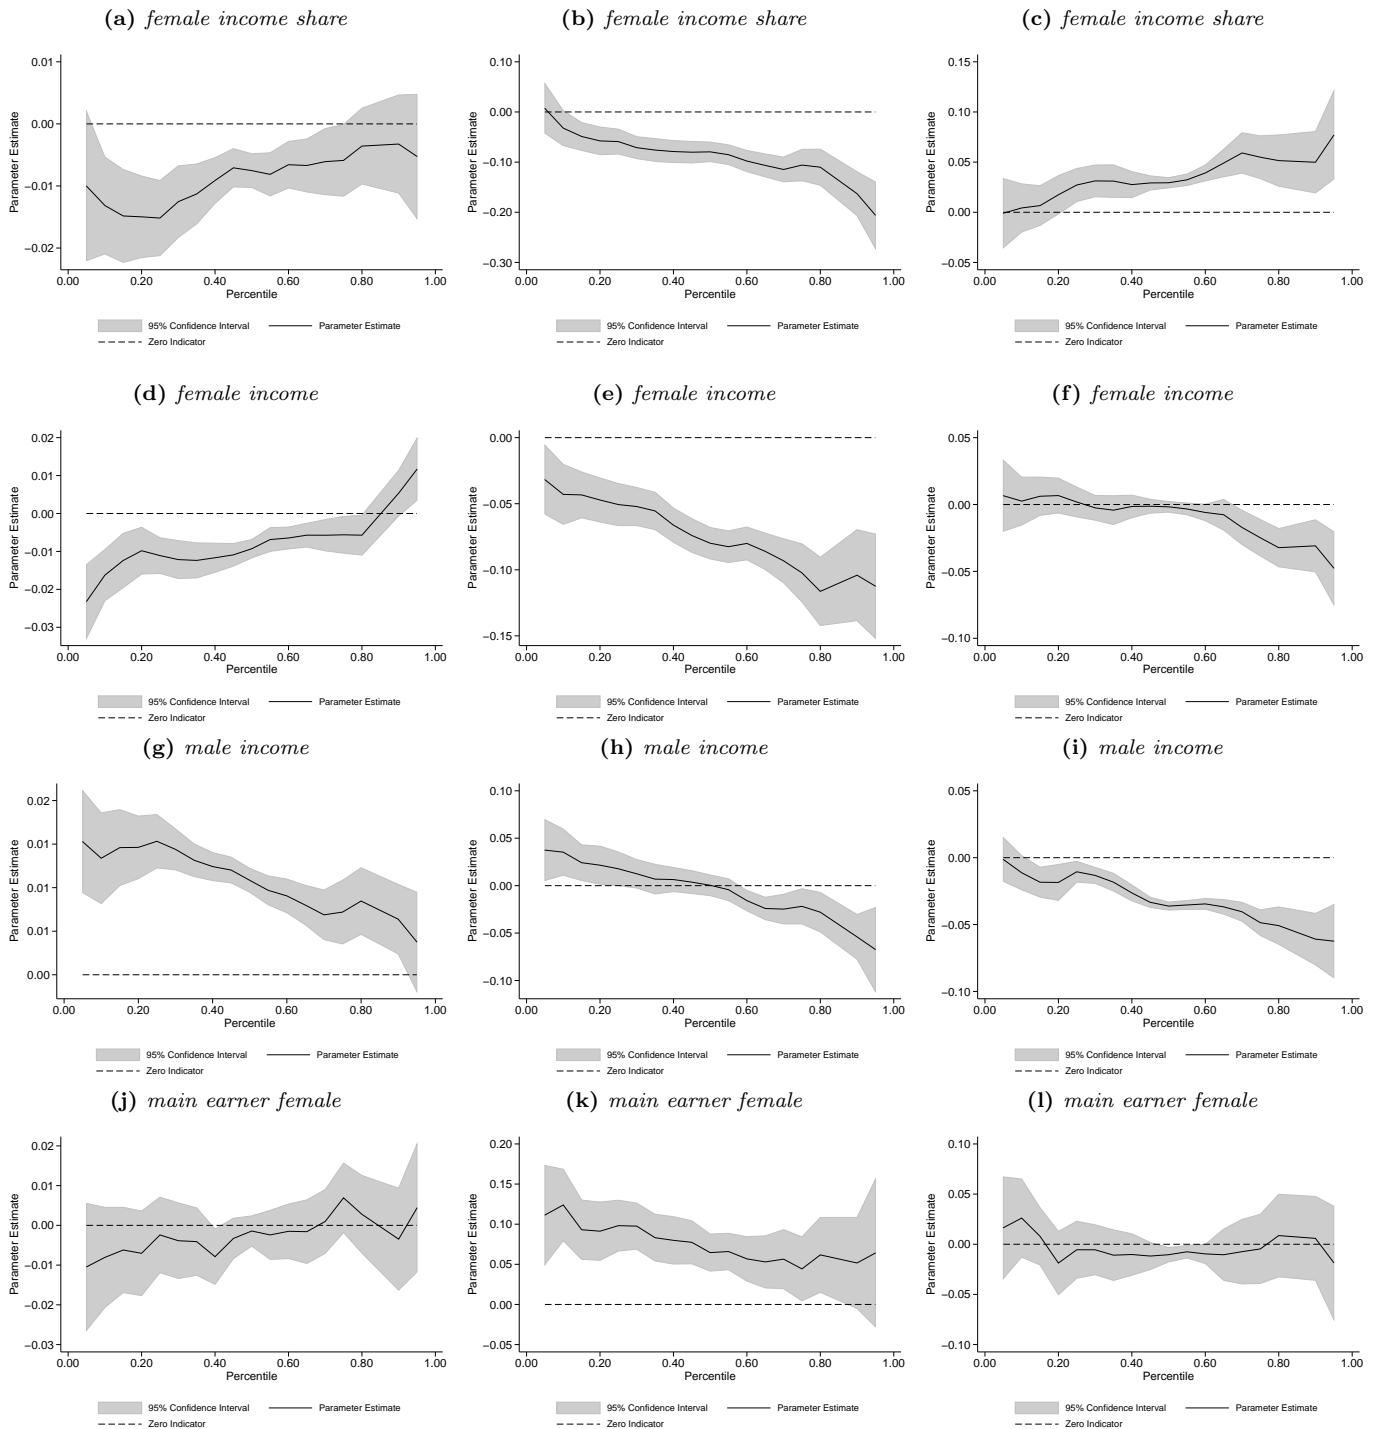 (a) female income share
(b) female income share
(c) female income share
Parameter Estimate
0.01
0.00
−0.01
−0.02
0.00 0.20 0.40 0.60 0.80 1.00
Percentile
95% Confidence Interval Parameter Estimate
Zero Indicator
Parameter Estimate
0.10
0.00
−0.10
−0.20
−0.30
0.00 0.20 0.40 0.60 0.80 1.00
Percentile
95% Confidence Interval Parameter Estimate
Zero Indicator
Parameter Estimate
0.15
0.10
0.05
0.00
−0.05
0.00 0.20 0.40 0.60 0.80 1.00
Percentile
95% Confidence Interval Parameter Estimate
Zero Indicator
(d) female income
(e) female income
(f) female income
Parameter Estimate
0.02
0.01
0.00
−0.01
−0.02
−0.03
0.00 0.20 0.40 0.60 0.80 1.00
Percentile
95% Confidence Interval Parameter Estimate
Zero Indicator
Parameter Estimate
0.00
−0.05
−0.10
−0.15
0.00 0.20 0.40 0.60 0.80 1.00
Percentile
95% Confidence Interval Parameter Estimate
Zero Indicator
Parameter Estimate
0.05
0.00
−0.05
−0.10
0.00 0.20 0.40 0.60 0.80 1.00
Percentile
95% Confidence Interval Parameter Estimate
Zero Indicator
(g) male income
(h) male income
(i) male income
Parameter Estimate
0.02
0.01
0.01
0.01
0.00
0.00 0.20 0.40 0.60 0.80 1.00
Percentile
95% Confidence Interval Parameter Estimate
Zero Indicator
Parameter Estimate
0.10
0.05
0.00
−0.05
−0.10
0.00 0.20 0.40 0.60 0.80 1.00
Percentile
95% Confidence Interval Parameter Estimate
Zero Indicator
Parameter Estimate
0.05
0.00
−0.05
−0.10
0.00 0.20 0.40 0.60 0.80 1.00
Percentile
95% Confidence Interval Parameter Estimate
Zero Indicator
(j) main earner female
(k) main earner female
(l) main earner female
Parameter Estimate
0.02
0.01
0.00
−0.01
−0.02
−0.03
0.00 0.20 0.40 0.60 0.80 1.00
Percentile
95% Confidence Interval Parameter Estimate
Zero Indicator
Parameter Estimate
0.20
0.15
0.10
0.05
0.00
−0.05
0.00 0.20 0.40 0.60 0.80 1.00
Percentile
95% Confidence Interval Parameter Estimate
Zero Indicator
Parameter Estimate
0.10
0.05
0.00
−0.05
−0.10
0.00 0.20 0.40 0.60 0.80 1.00
Percentile
95% Confidence Interval Parameter Estimate
Zero Indicator